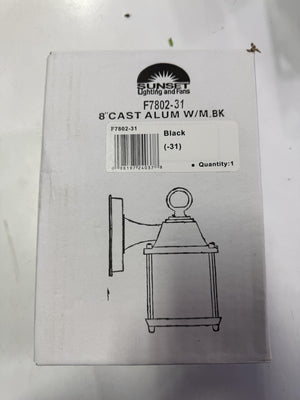 SUNSET
Lighting and Fans
F7802-31
8"CAST ALUM W/M,BK
F7802-31
Black
(-31)
Quantity:1